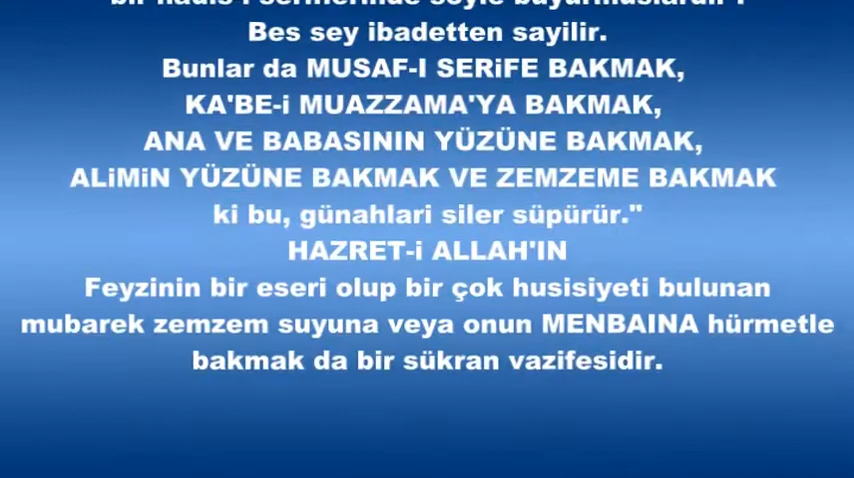 Bes sey ibadetten sayilir.
Bunlar da MUSAF-I SERiFE BAKMAK,
KA'BE-i MUAZZAMA'YA BAKMAK,
ANA VE BABASININ YÜZÜNE BAKMAK,
ALiMiN YÜZÜNE BAKMAK VE ZEMZEME BAKMAK
ki bu, günahlari siler süpürür."
HAZRET-i ALLAH'IN
Feyzinin bir eseri olup bir çok husisiyeti bulunan
mubarek zemzem suyuna veya onun MENBAINA hürmetle
bakmak da bir sükran vazifesidir.